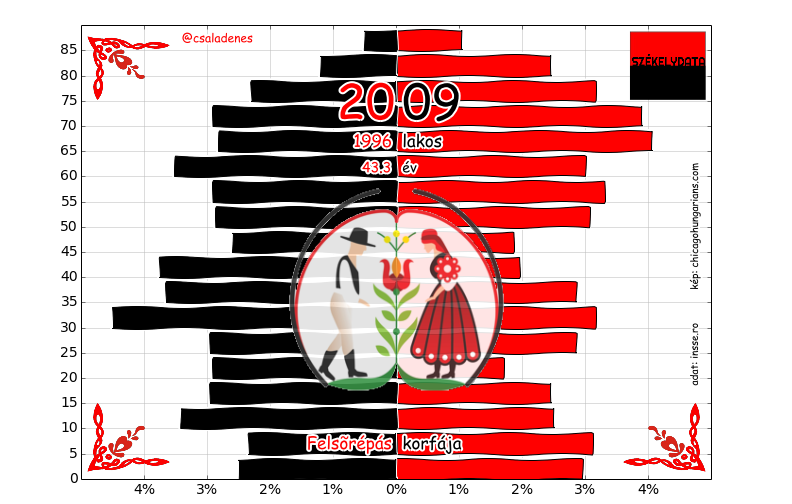 @csaladenes
SZÉKELYDATA
2009
1996 lakos
43.3 év
kép: chicagohungarians.com
adat: insse.ro
Felsőrépás korfája
85
80
75
70
65
60
55
50
45
40
35
30
25
20
15
10
5
0
4% 3% 2% 1% 0% 1% 2% 3% 4%